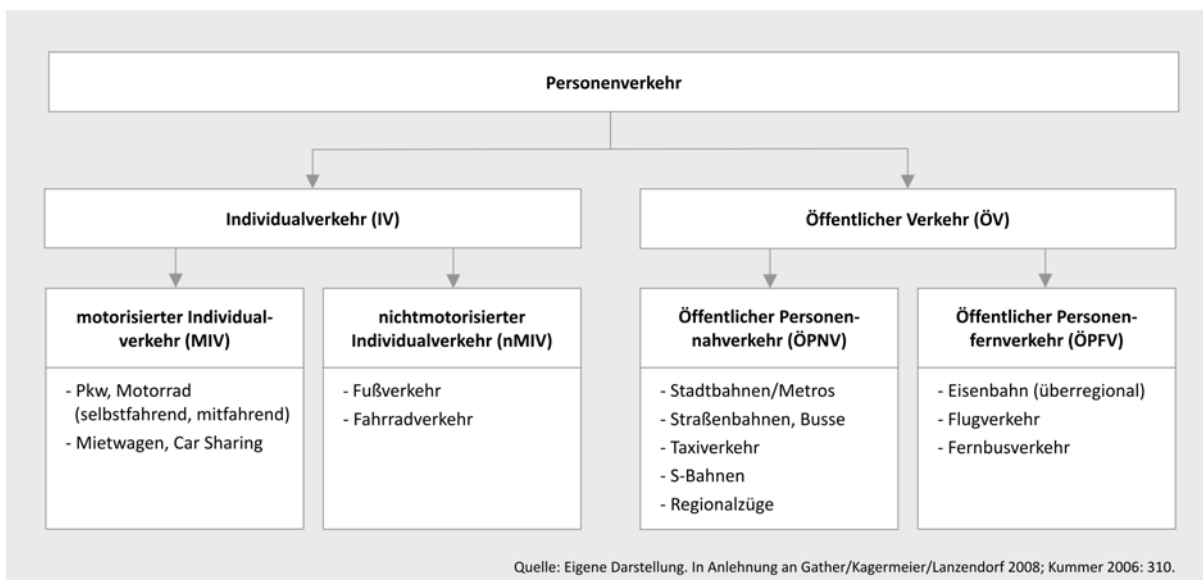 Personenverkehr
Individualverkehr (IV)
Öffentlicher Verkehr (ÖV)
motorisierter Individual-
verkehr (MIV)
- Pkw, Motorrad
(selbstfahrend, mitfahrend)
- Mietwagen, Car Sharing
nichtmotorisierter
Individualverkehr (nMIV)
- Fußverkehr
- Fahrradverkehr
Öffentlicher Personen-
nahverkehr (ÖPNV)
- Stadtbahnen/Metros
- Straßenbahnen, Busse
- Taxiverkehr
- S-Bahnen
- Regionalzüge
Öffentlicher Personen-
fernverkehr (ÖPFV)
- Eisenbahn (überregional)
- Flugverkehr
- Fernbusverkehr
Quelle: Eigene Darstellung. In Anlehnung an Gather/Kagermeier/Lanzendorf 2008; Kummer 2006: 310.